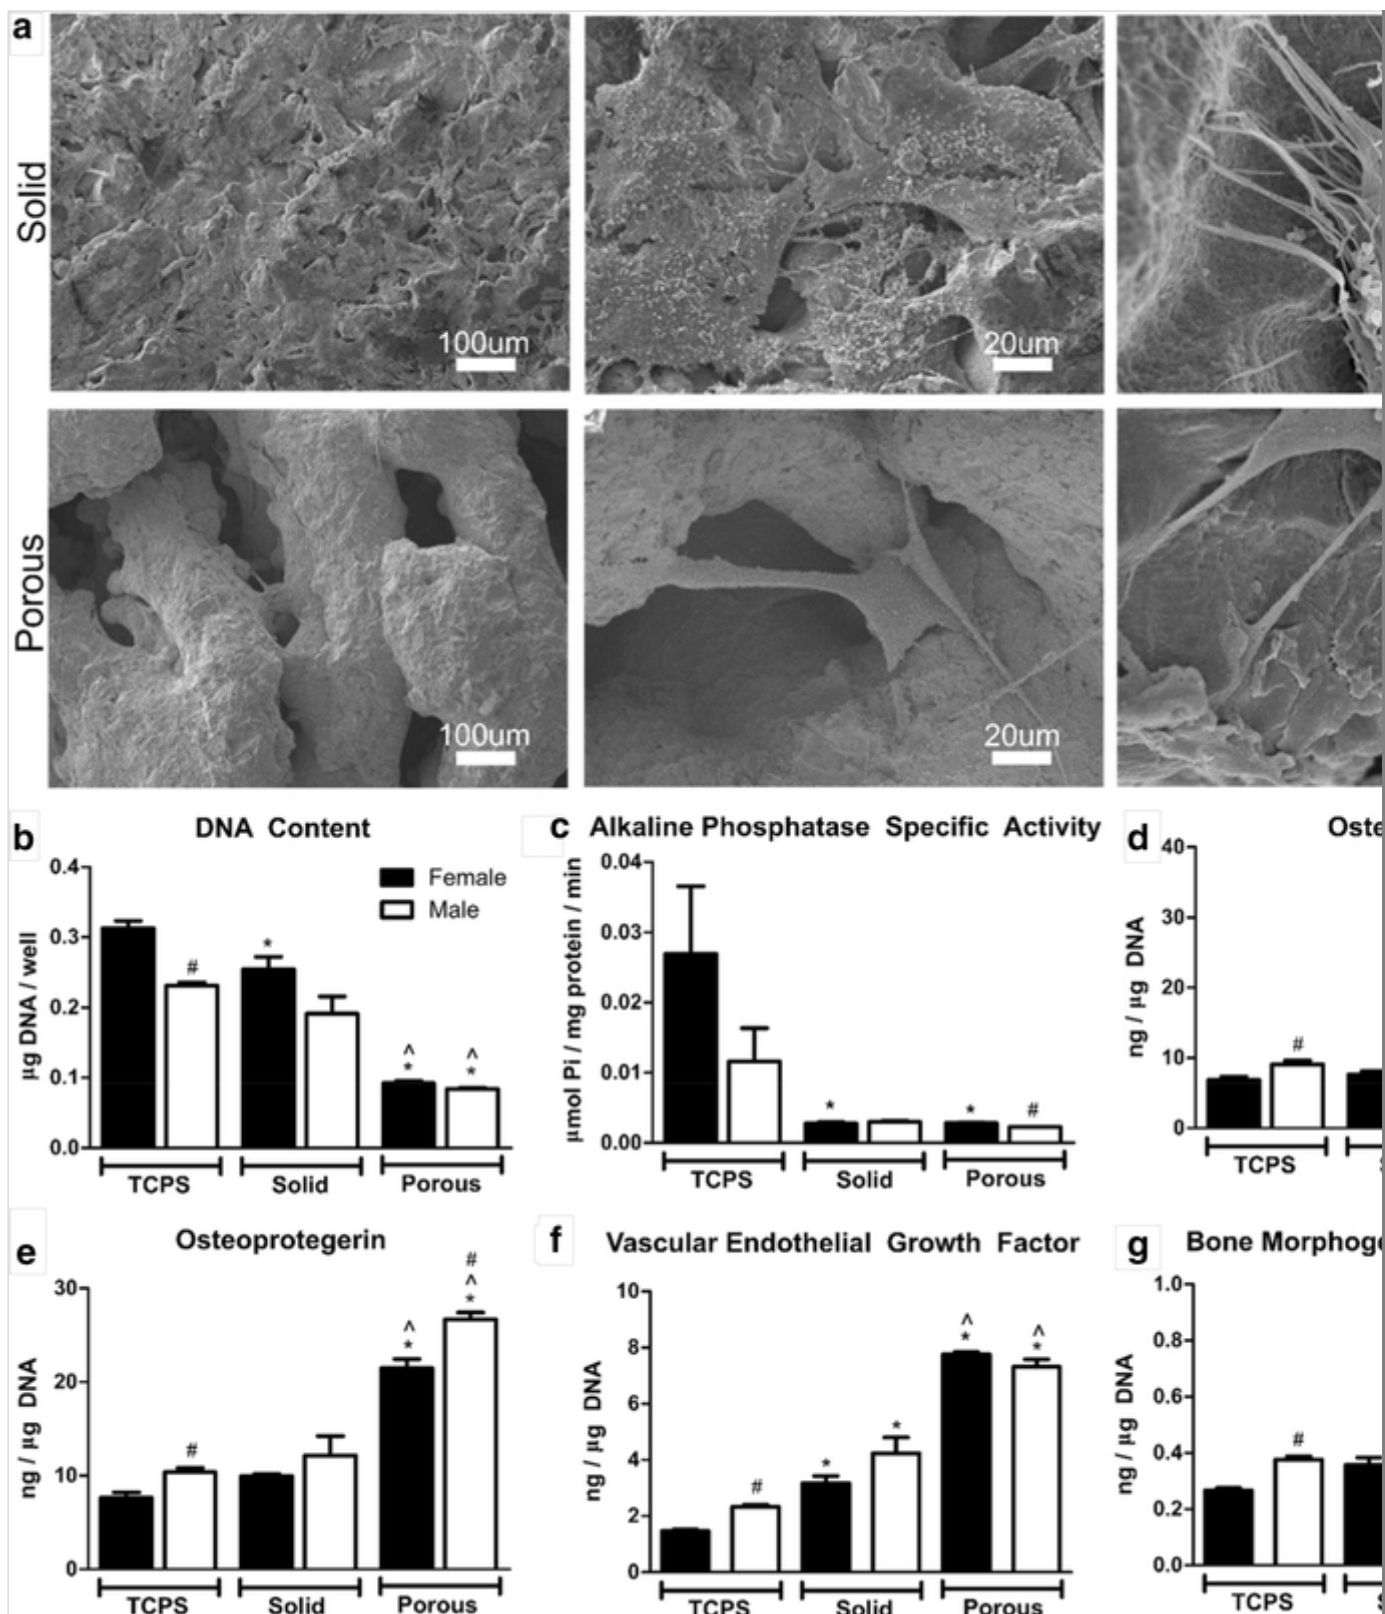 a
Solid
100um
20um
Porous
100um
20um
b
DNA Content
µg DNA / well
0.4
0.3
0.2
0.1
0.0
Female
Male
#
*
^
*
^
*
TCPS
Solid
Porous
c
Alkaline Phosphatase Specific Activity
µmol Pi / mg protein / min
0.04
0.03
0.02
0.01
0.00
*
*
#
TCPS
Solid
Porous
d
ng / µg DNA
40
30
20
10
0
#
TCPS
e
Osteoprotegerin
ng / µg DNA
30
20
10
0
#
^
*
#
^
*
TCPS
Solid
Porous
f
Vascular Endothelial Growth Factor
ng / µg DNA
10
8
6
4
2
0
#
*
*
^
*
^
*
TCPS
Solid
Porous
g
Bone
ng / µg DNA
1.0
0.8
0.6
0.4
0.2
0.0
#
TCPS